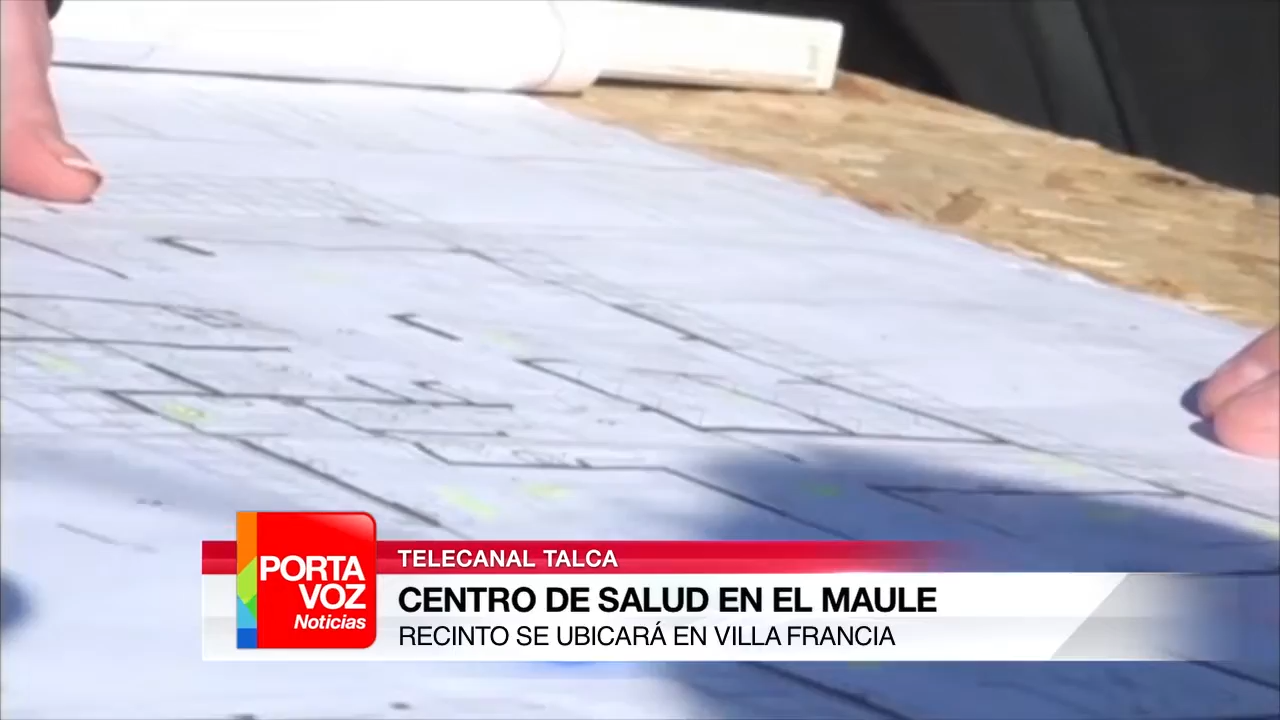 TELECANAL TALCA
PORTA
VOZ
Noticias
CENTRO DE SALUD EN EL MAULE
RECINTO SE UBICARÁ EN VILLA FRANCIA